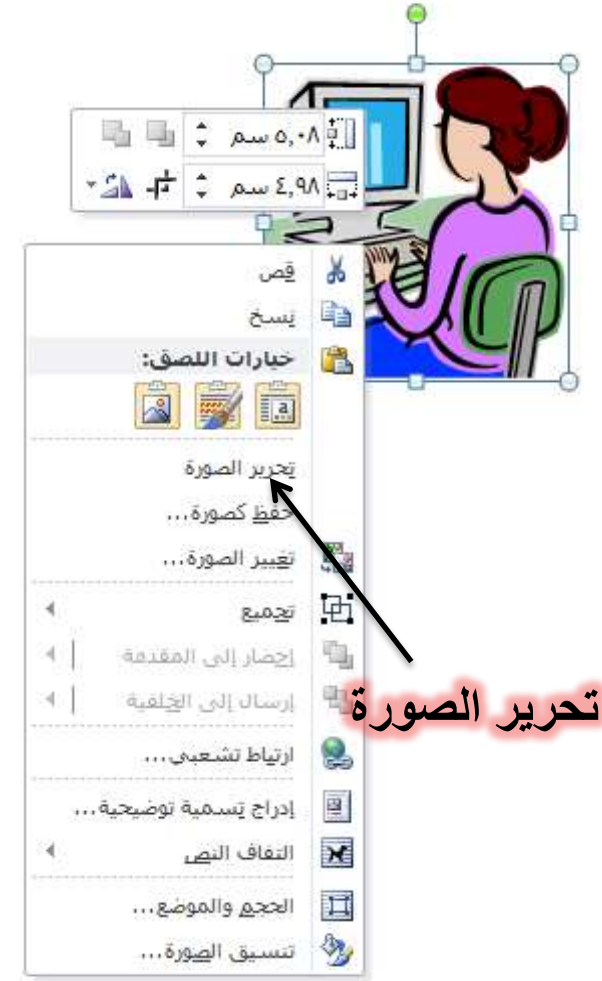 ٥,٠٨ سم
٤,٩٨ سم
قص
نسخ
خيارات اللصق:
a
تحرير الصورة
حفظ كصورة...
تغيير الصورة...
تجميع
إحضار إلى المقدمة
إرسال إلى الخلفية
تحرير الصورة
ارتباط تشعبي...
إدراج تسمية توضيحية...
التفاف النص
الحجم والموضع...
تنسيق الصورة...